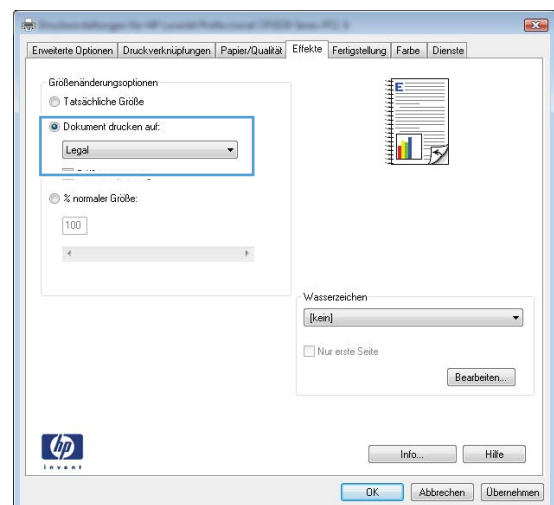 Erweiterte Optionen Druckverknüpfungen Papier/Qualität Effekte Fertigstellung Farbe Dienste
Größenänderungsoptionen
Tatsächliche Größe
Dokument drucken auf:
Legal
% normaler Größe:
100
E
Wasserzeichen
[kein]
Nur erste Seite
Bearbeiten...
hp
invent
Info... Hilfe
OK Abbrechen Übernehmen